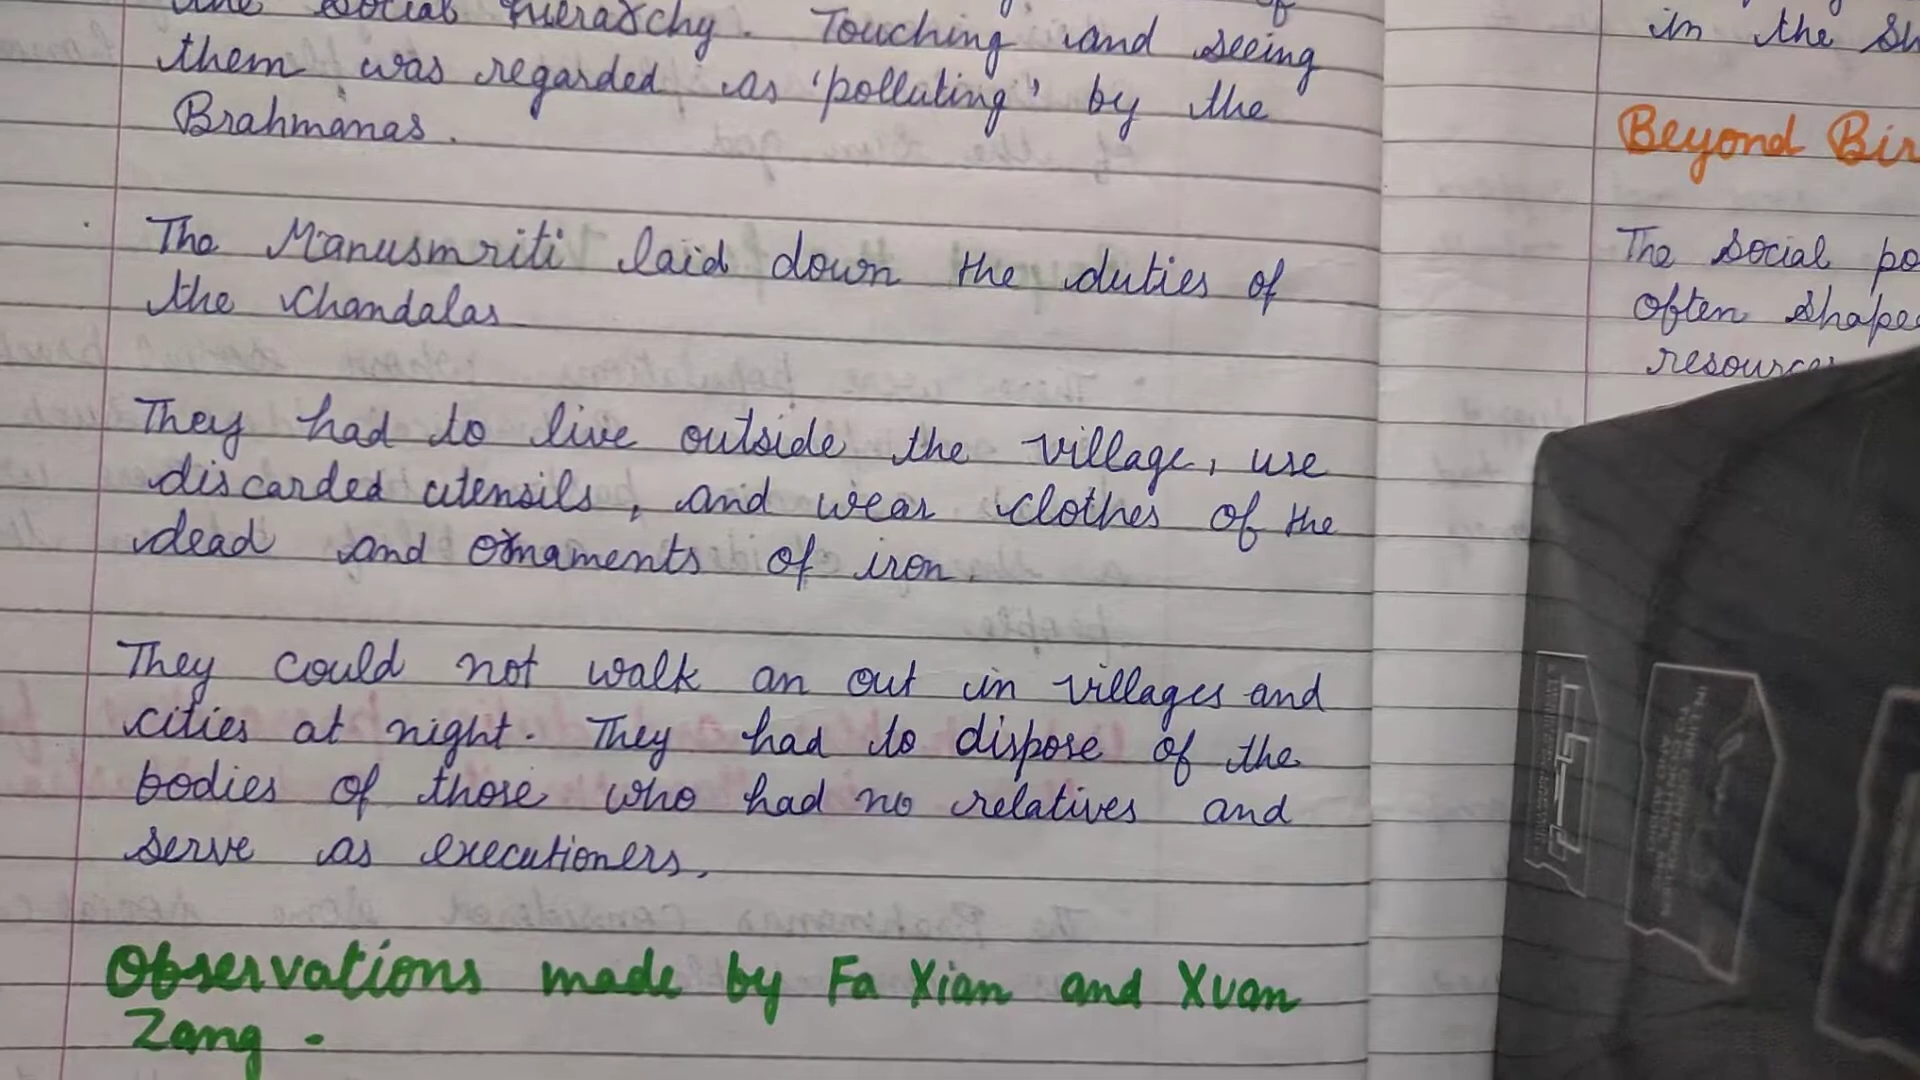 the social hierarchy. Touching and seeing
them was regarded as 'polluting' by the
Brahmanas.
The Manusmriti laid down the duties of
the Chandalas
They had to live outside the village, use
discarded utensils, and wear clothes of the
dead and ornaments of iron.
They could not walk an out in villages and
cities at night. They had to dispose of the
bodies of those who had no relatives and
serve as executioners.
Observations made by Fa Xian and Xuan
Zang -
in the
Beyond
The social
often